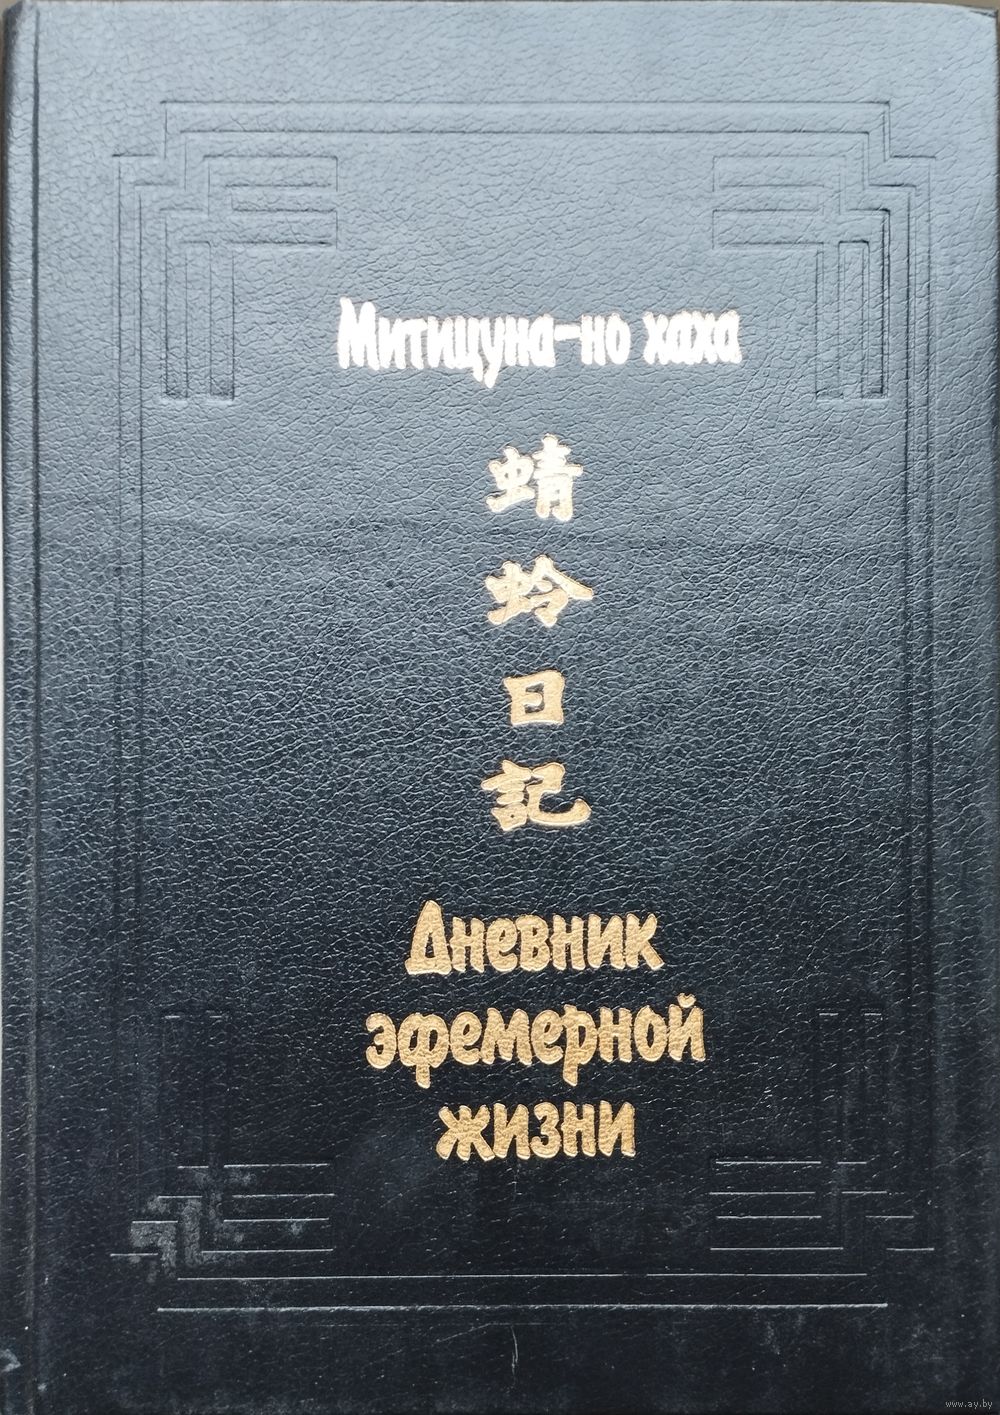 Митицуна-но хаха
蜻
蛉
日
記
Дневник
эфемерной
жизни
www.ay.by